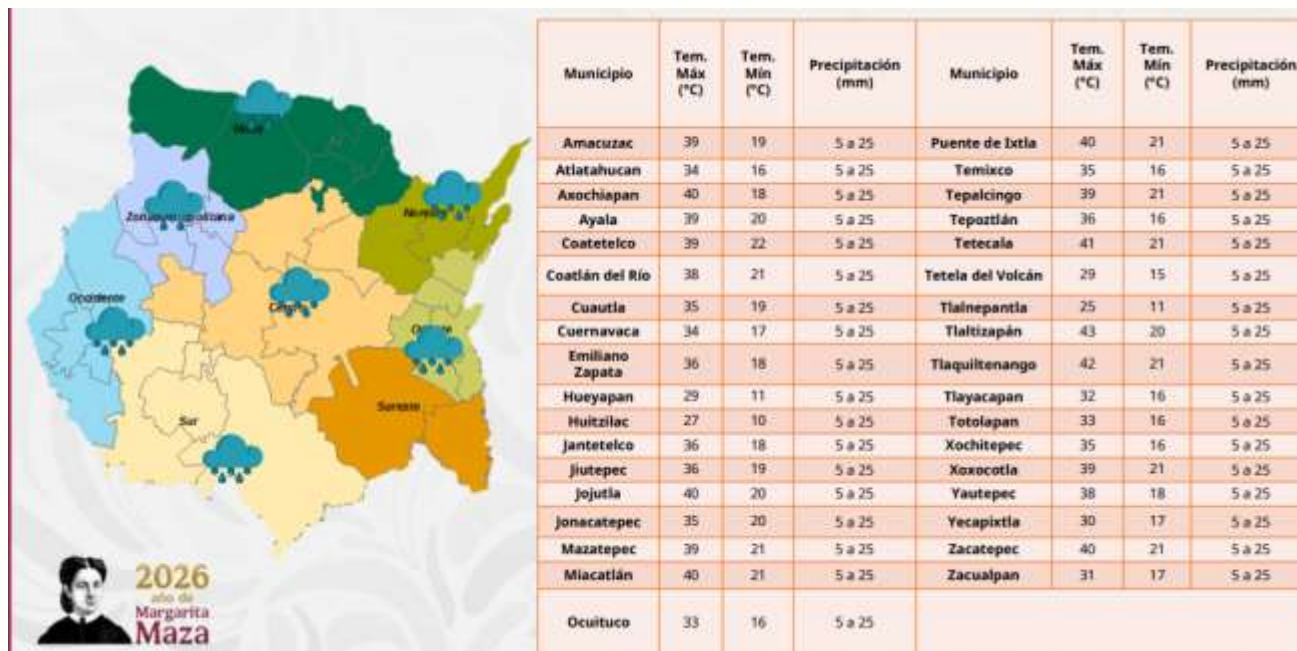 Norte
Zona Metropolitana
Noreste
Occidente
Centro
Oriente
Sur
Sureste
2026
año de
Margarita
Maza
Municipio Tem. Máx (°C) Tem. Mín (°C) Precipitación (mm) Municipio Tem. Máx (°C) Tem. Mín (°C) Precipitación (mm)
Amacuzac 39 19 5 a 25 Puente de Ixtla 40 21 5 a 25
Atlatahucan 34 16 5 a 25 Temixco 35 16 5 a 25
Axochiapan 40 18 5 a 25 Tepalcingo 39 21 5 a 25
Ayala 39 20 5 a 25 Tepoztlán 36 16 5 a 25
Coatetelco 39 22 5 a 25 Tetecala 41 21 5 a 25
Coatlán del Río 38 21 5 a 25 Tetela del Volcán 29 15 5 a 25
Cuautla 35 19 5 a 25 Tlalnepantla 25 11 5 a 25
Cuernavaca 34 17 5 a 25 Tlaltizapán 43 20 5 a 25
Emiliano Zapata 36 18 5 a 25 Tlaquiltenango 42 21 5 a 25
Hueyapan 29 11 5 a 25 Tlayacapan 32 16 5 a 25
Huitzilac 27 10 5 a 25 Totolapan 33 16 5 a 25
Jantetelco 36 18 5 a 25 Xochitepec 35 16 5 a 25
Jiutepec 36 19 5 a 25 Xoxocotla 39 21 5 a 25
Jojutla 40 20 5 a 25 Yautepec 38 18 5 a 25
Jonacatepec 35 20 5 a 25 Yecapixtla 30 17 5 a 25
Mazatepec 39 21 5 a 25 Zacatepec 40 21 5 a 25
Miacatlán 40 21 5 a 25 Zacualpan 31 17 5 a 25
Ocuituco 33 16 5 a 25